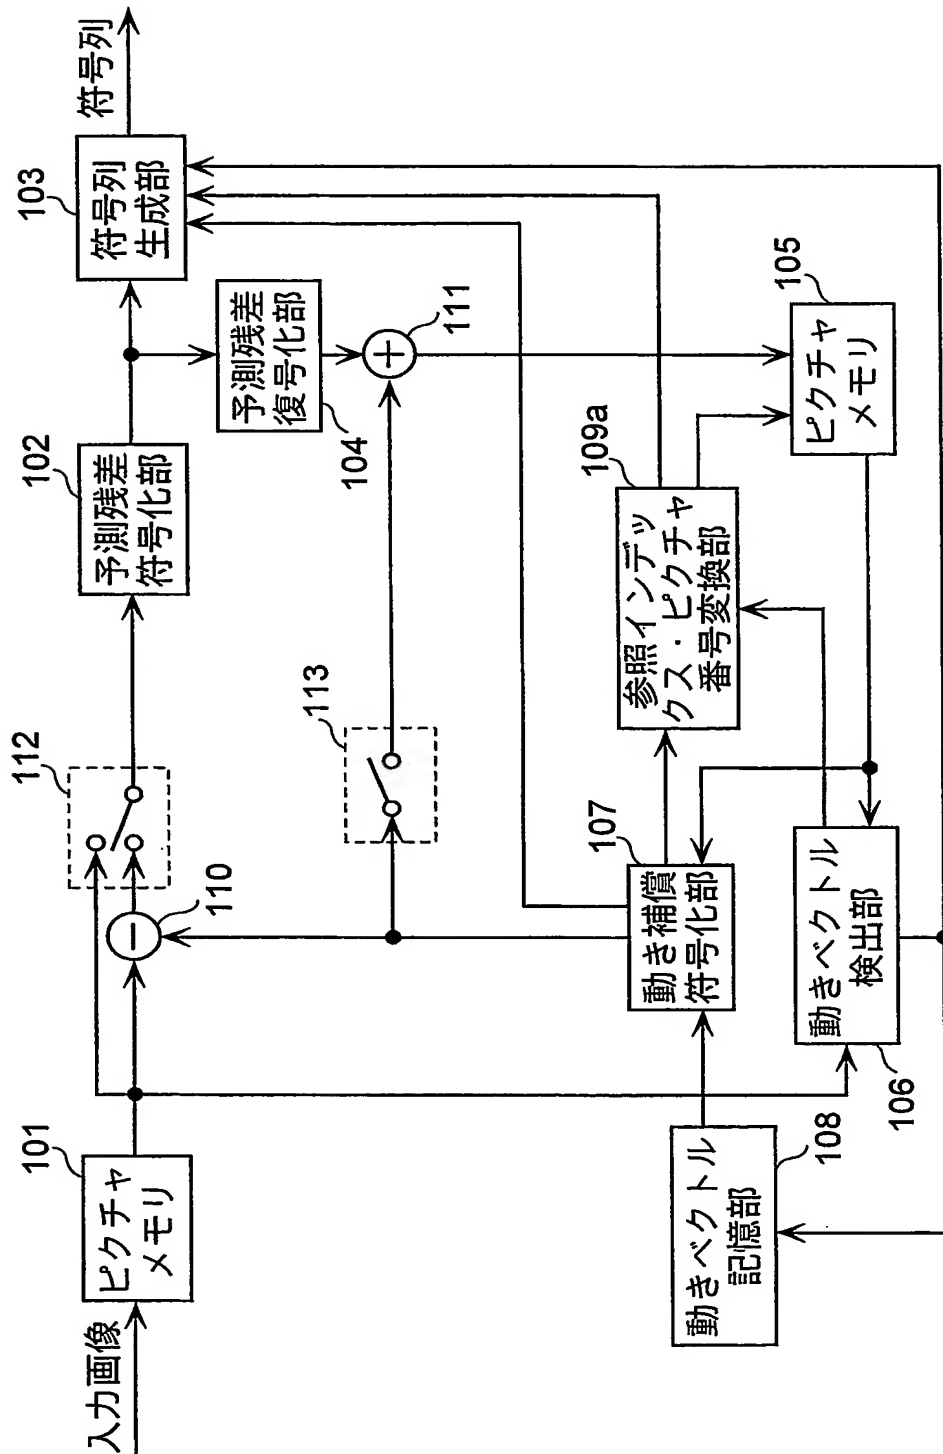 入力画像
101
ピクチャ
メモリ
110
112
102
予測残差
符号化部
103
符号列
生成部
符号列
予測残差
復号化部
104
111
113
107
動き補償
符号化部
109a
参照インデッ
クス・ピクチャ
番号変換部
105
ピクチャ
メモリ
動きベクトル
検出部
106
動きベクトル
記憶部
108